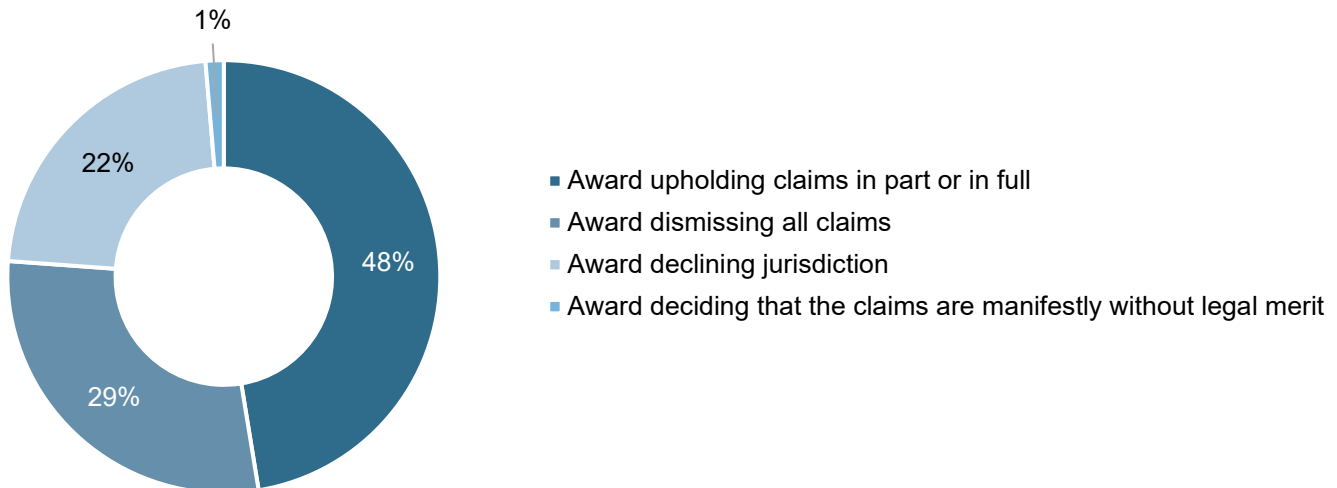 1%
22%
48%
29%
Award upholding claims in part or in full
Award dismissing all claims
Award declining jurisdiction
Award deciding that the claims are manifestly without legal merit